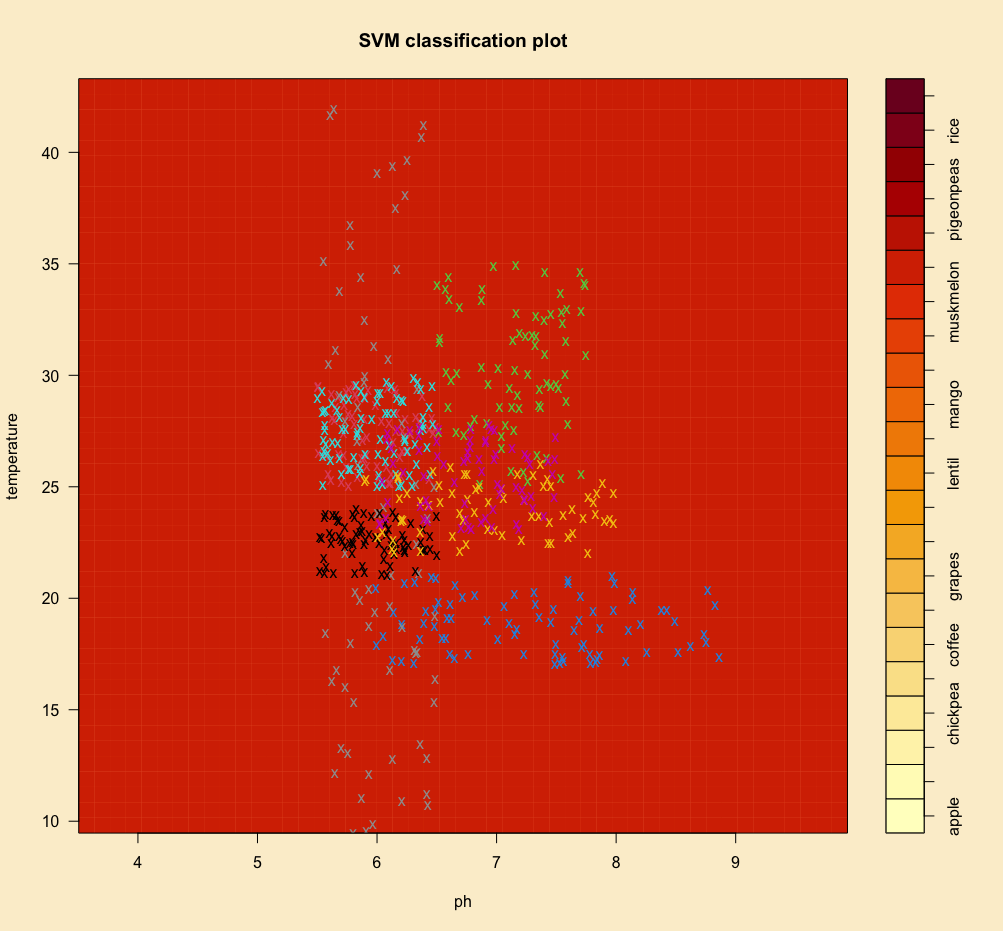 SVM classification plot
temperature
40
35
30
25
20
15
10
4 5 6 7 8 9
ph
rice
pigeonpeas
muskmelon
mango
lentil
grapes
coffee
chickpea
apple